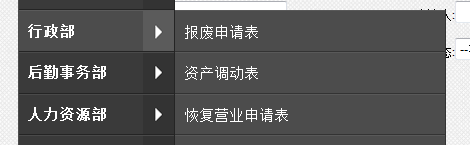 行政部
报废申请表
后勤事务部
资产调动表
人力资源部
恢复营业申请表